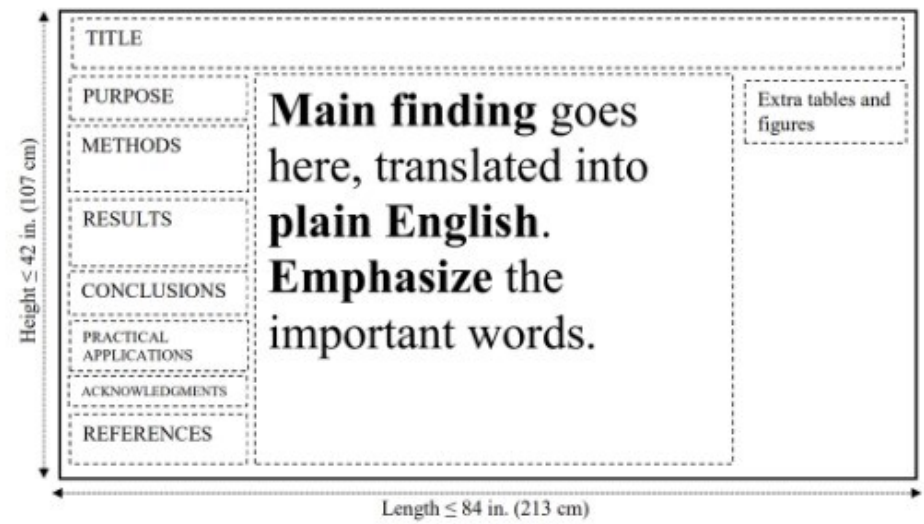 TITLE
PURPOSE
METHODS
RESULTS
CONCLUSIONS
PRACTICAL
APPLICATIONS
ACKNOWLEDGMENTS
REFERENCES
Main finding goes
here, translated into
plain English.
Emphasize the
important words.
Extra tables and
figures
Height ≤ 42 in. (107 cm)
Length ≤ 84 in. (213 cm)